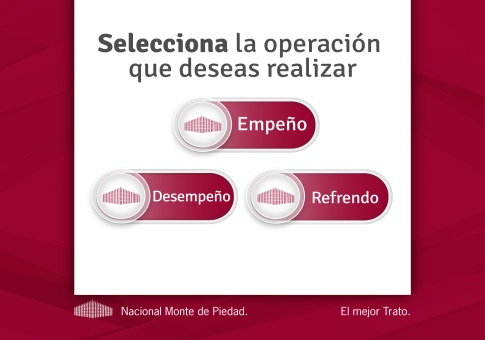 Selecciona la operación
que deseas realizar
Empeño
Desempeño
Refrendo
Nacional Monte de Piedad.
El mejor Trato.